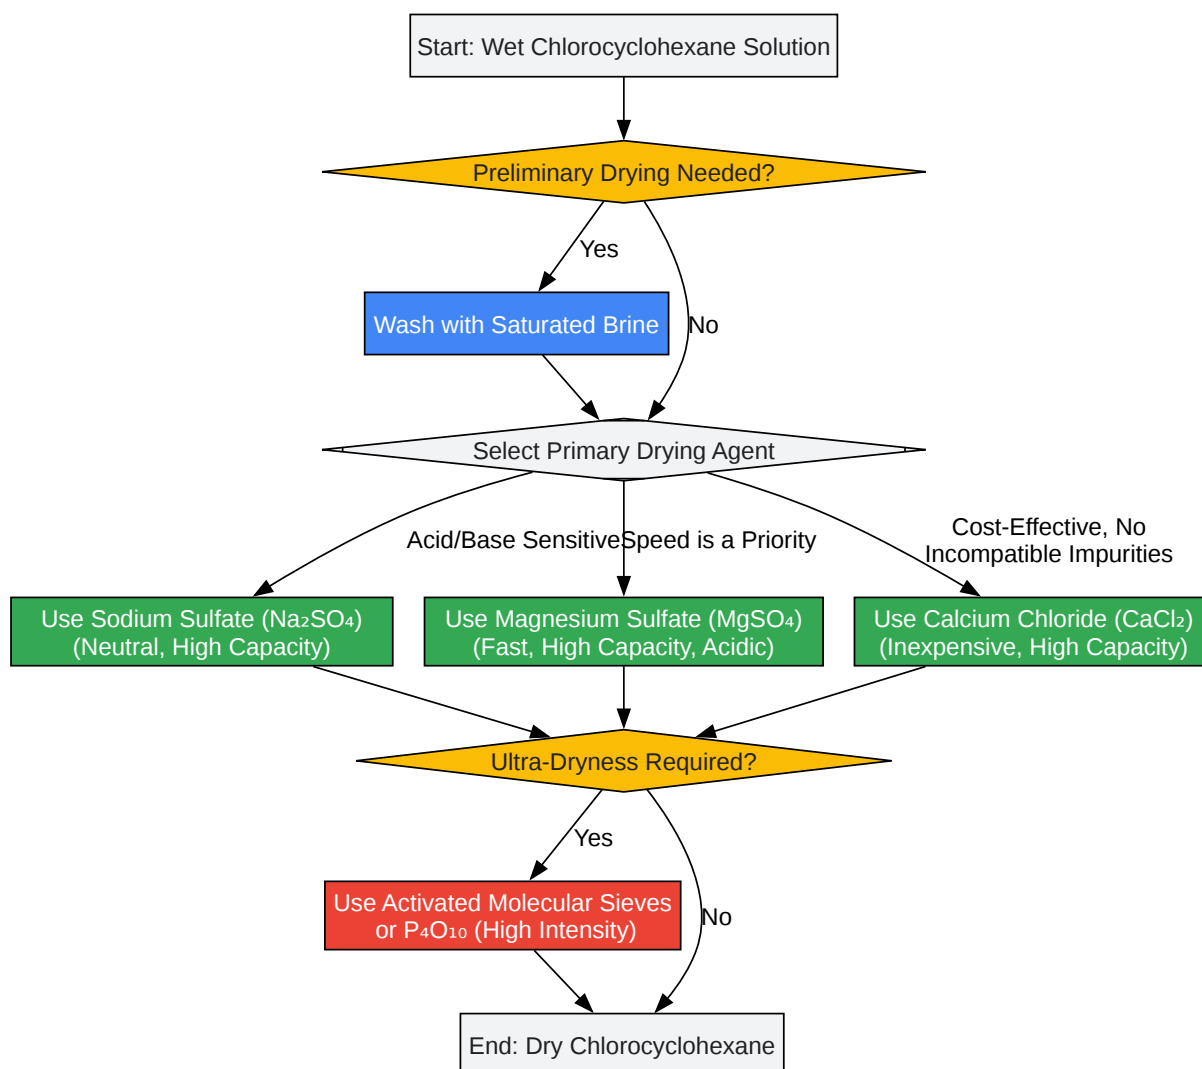 Start: Wet Chlorocyclohexane Solution
Preliminary Drying Needed?
Yes
Wash with Saturated Brine
No
Select Primary Drying Agent
Acid/Base Sensitive
Speed is a Priority
Cost-Effective, No
Incompatible Impurities
Use Sodium Sulfate (Na₂SO₄)
(Neutral, High Capacity)
Use Magnesium Sulfate (MgSO₄)
(Fast, High Capacity, Acidic)
Use Calcium Chloride (CaCl₂)
(Inexpensive, High Capacity)
Ultra-Dryness Required?
Yes
Use Activated Molecular Sieves
or P₄O₁₀ (High Intensity)
No
End: Dry Chlorocyclohexane